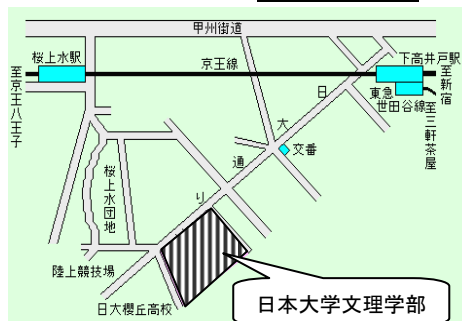 甲州街道
桜上水駅
下高井戸駅
京王線
至京王八王子
至新宿
東急
世田谷線
至三軒茶屋
日大通り
交番
桜上水団地
陸上競技場
日大櫻丘高校
日本大学文理学部